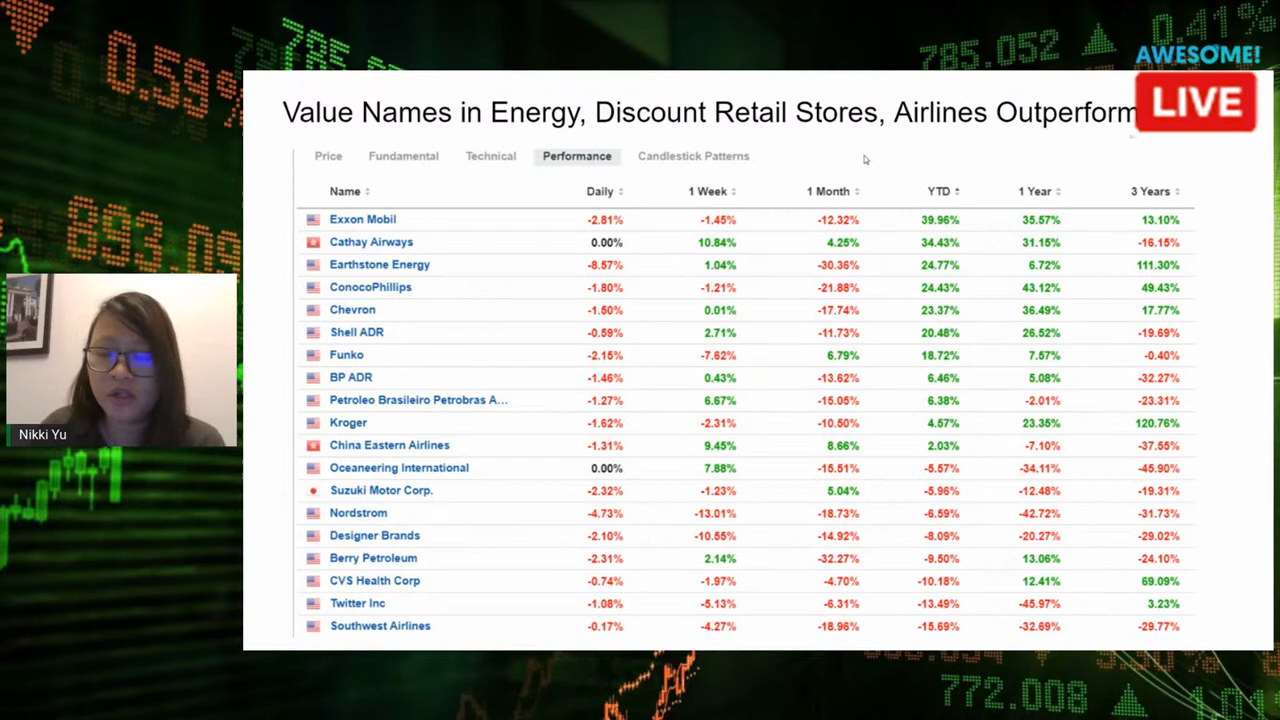 0.59%
785
785.052
0.41%
AWESOME!
LIVE
Value Names in Energy, Discount Retail Stores, Airlines Outperform
Price Fundamental Technical Performance Candlestick Patterns
Name Daily 1 Week 1 Month YTD 1 Year 3 Years
Exxon Mobil -2.81% -1.45% -12.32% 39.96% 35.57% 13.10%
Cathay Airways 0.00% 10.84% 4.25% 34.43% 31.15% -16.15%
Earthstone Energy -8.57% 1.04% -30.36% 24.77% 6.72% 111.30%
ConocoPhillips -1.80% -1.21% -21.88% 24.43% 43.12% 49.43%
Chevron -1.50% 0.01% -17.74% 23.37% 36.49% 17.77%
Shell ADR -0.59% 2.71% -11.73% 20.48% 26.52% -19.69%
Funko -2.15% -7.62% 6.79% 18.72% 7.57% -0.40%
BP ADR -1.46% 0.43% -13.62% 6.46% 5.08% -32.27%
Petroleo Brasileiro Petrobras A... -1.27% 6.67% -15.05% 6.38% -2.01% -23.31%
Kroger -1.62% -2.31% -10.50% 4.57% 23.35% 120.76%
China Eastern Airlines -1.31% 9.45% 8.66% 2.03% -7.10% -37.55%
Oceaneering International 0.00% 7.88% -15.51% -5.57% -34.11% -45.90%
Suzuki Motor Corp. -2.32% -1.23% 5.04% -5.96% -12.48% -19.31%
Nordstrom -4.73% -13.01% -18.73% -6.59% -42.72% -31.73%
Designer Brands -2.10% -10.55% -14.92% -8.09% -20.27% -29.02%
Berry Petroleum -2.31% 2.14% -32.27% -9.50% 13.06% -24.10%
CVS Health Corp -0.74% -1.97% -4.70% -10.18% 12.41% 69.09%
Twitter Inc -1.08% -5.13% -6.31% -13.49% -45.97% 3.23%
Southwest Airlines -0.17% -4.27% -18.96% -15.69% -32.69% -29.77%
893.09
Nikki Yu
772.008